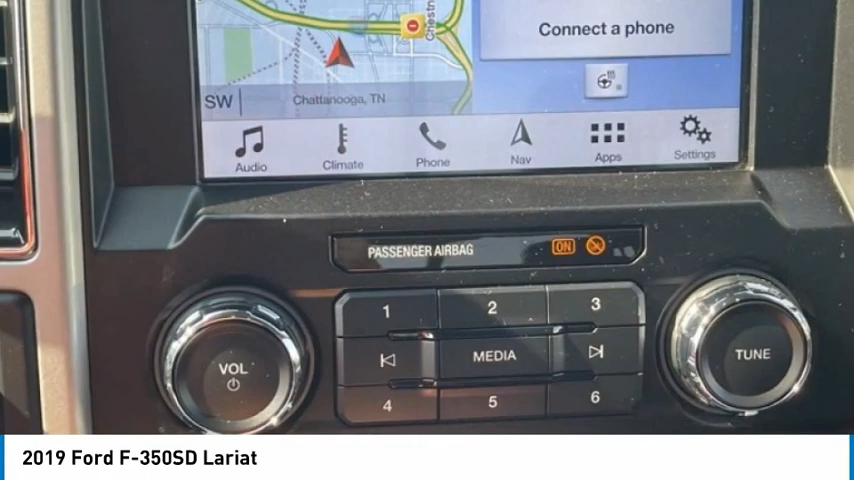 Chestn
Connect a phone
SW
Chattanooga, TN
Audio Climate Phone Nav Apps Settings
PASSENGER AIRBAG ON
1 2 3
VOL MEDIA TUNE
4 5 6
2019 Ford F-350SD Lariat